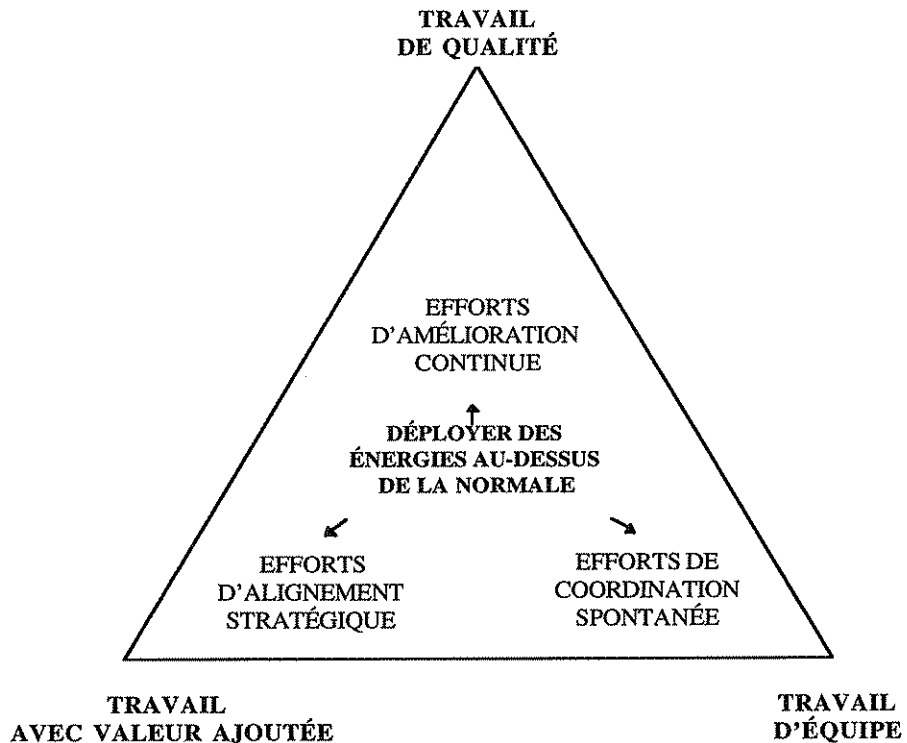 TRAVAIL
DE QUALITÉ
EFFORTS
D'AMÉLIORATION
CONTINUE
DÉPLOYER DES
ÉNERGIES AU-DESSUS
DE LA NORMALE
EFFORTS
D'ALIGNEMENT
STRATÉGIQUE
EFFORTS DE
COORDINATION
SPONTANÉE
TRAVAIL
AVEC VALEUR AJOUTÉE
TRAVAIL
D'ÉQUIPE